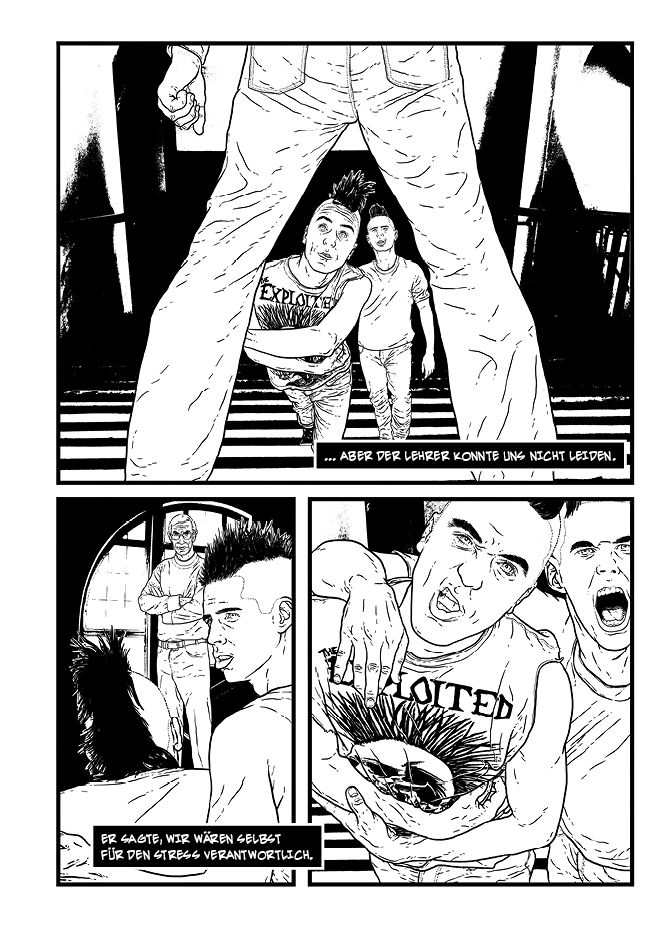 THE
EXPLOITED
... ABER DER LEHRER KONNTE UNS NICHT LEIDEN.
ER SAGTE, WIR WÄREN SELBST
FÜR DEN STRESS VERANTWORTLICH.
THE
EXPLOITED